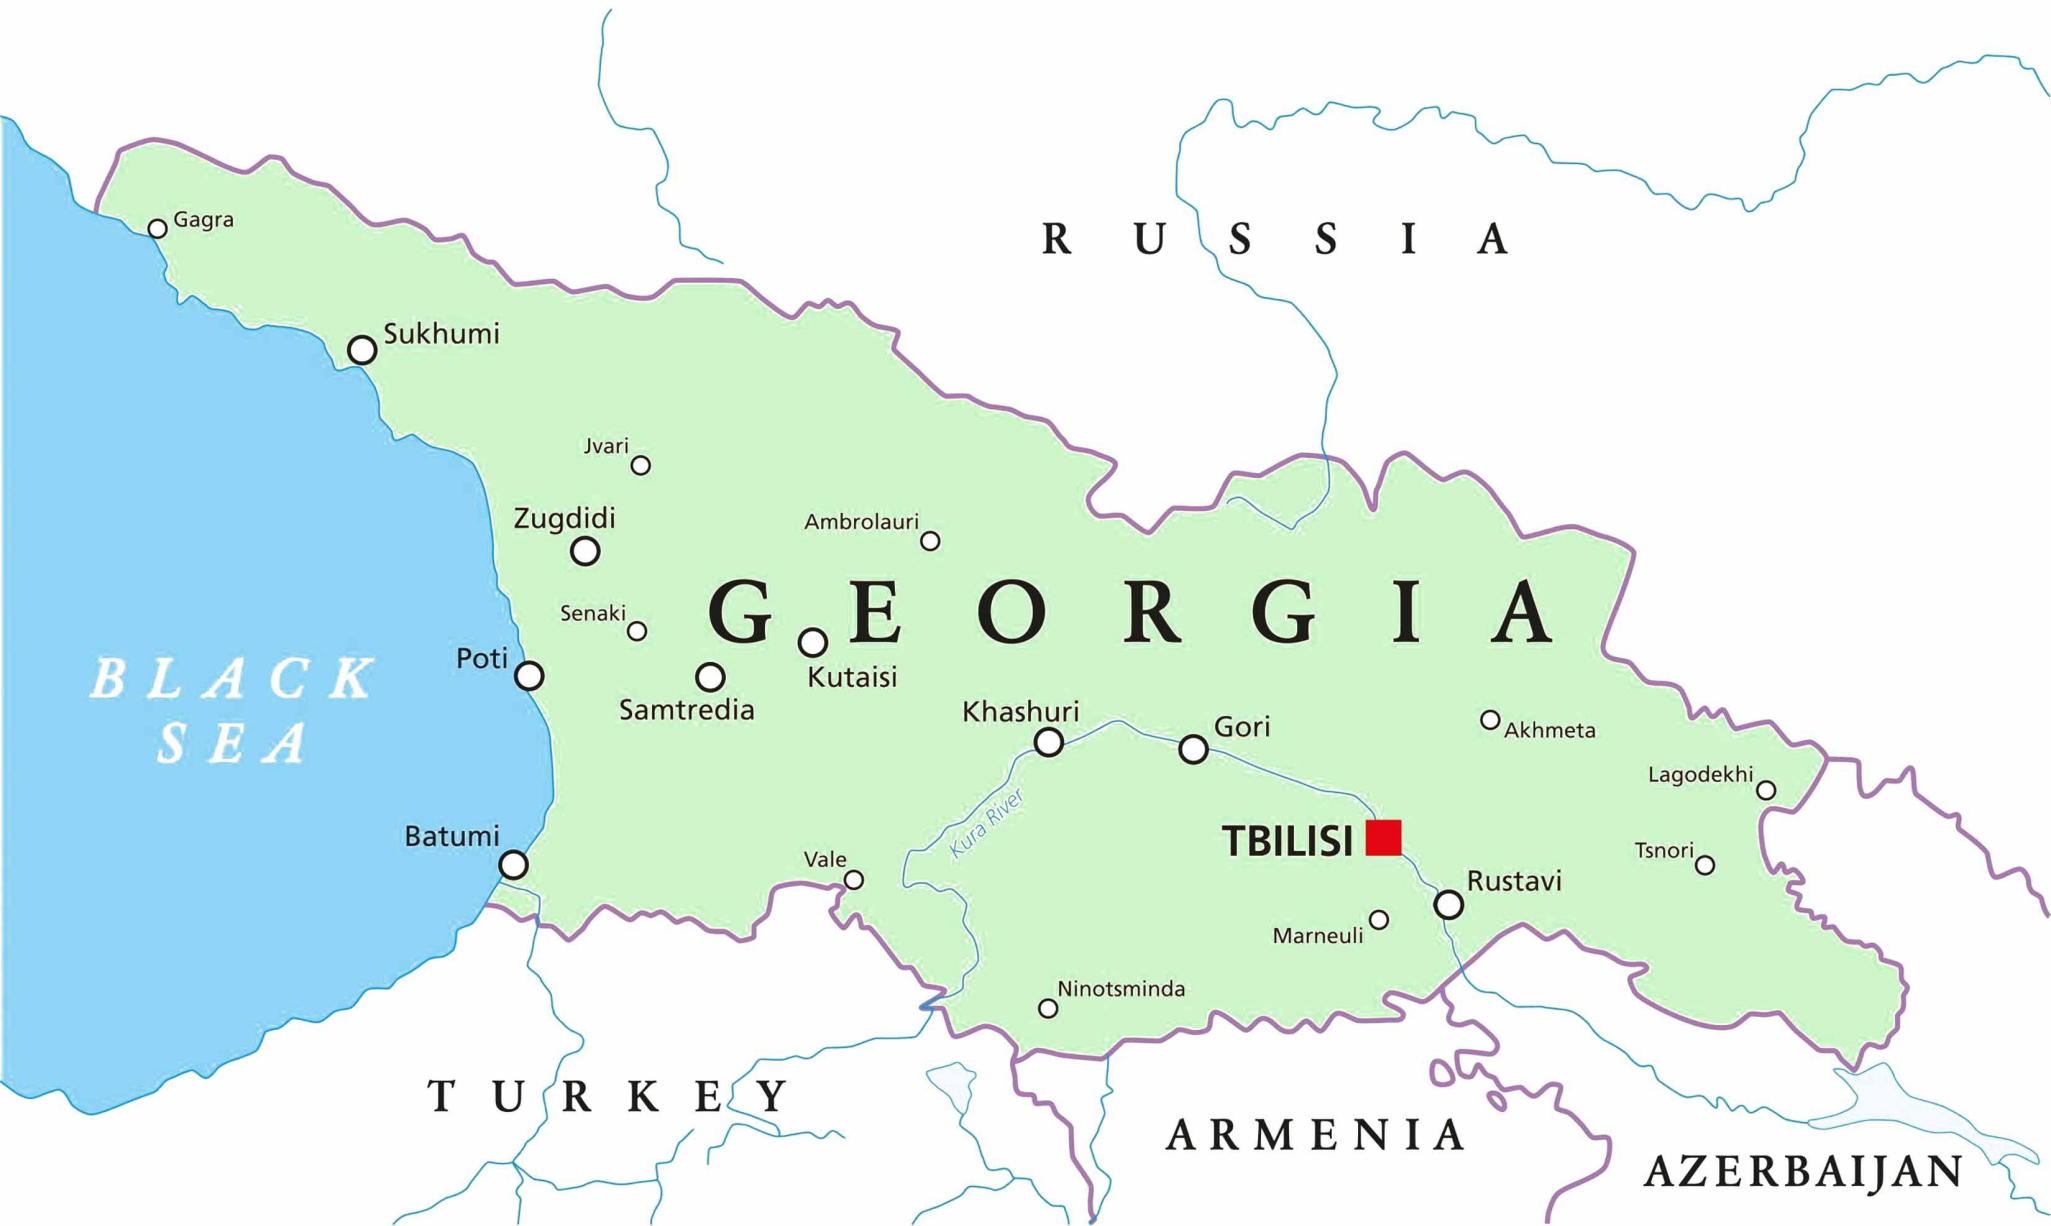 Gagra
RUSSIA
Sukhumi
Jvari
Zugdidi
Ambrolauri
GEORGIA
Senaki
Poti
Kutaisi
BLACK
SEA
Samtredia
Khashuri
Gori
Akhmeta
Lagodekhi
Kura River
Batumi
TBILISI
Tsnori
Vale
Rustavi
Marneuli
Ninotsminda
TURKEY
ARMENIA
AZERBAIJAN